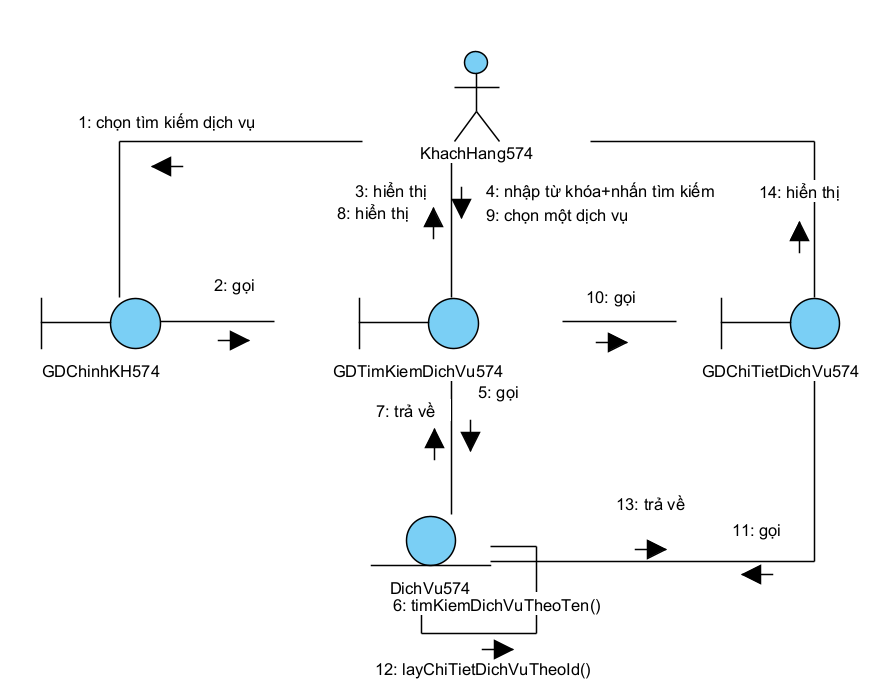 1: chọn tìm kiếm dịch vụ
KhachHang574
3: hiển thị
4: nhập từ khóa+nhấn tìm kiếm
14: hiển thị
8: hiển thị
9: chọn một dịch vụ
2: gọi
10: gọi
GDChinhKH574
GDTimKiemDichVu574
GDChiTietDichVu574
5: gọi
7: trả về
13: trả về
11: gọi
DichVu574
6: timKiemDichVuTheoTen()
12: layChiTietDichVuTheoId()